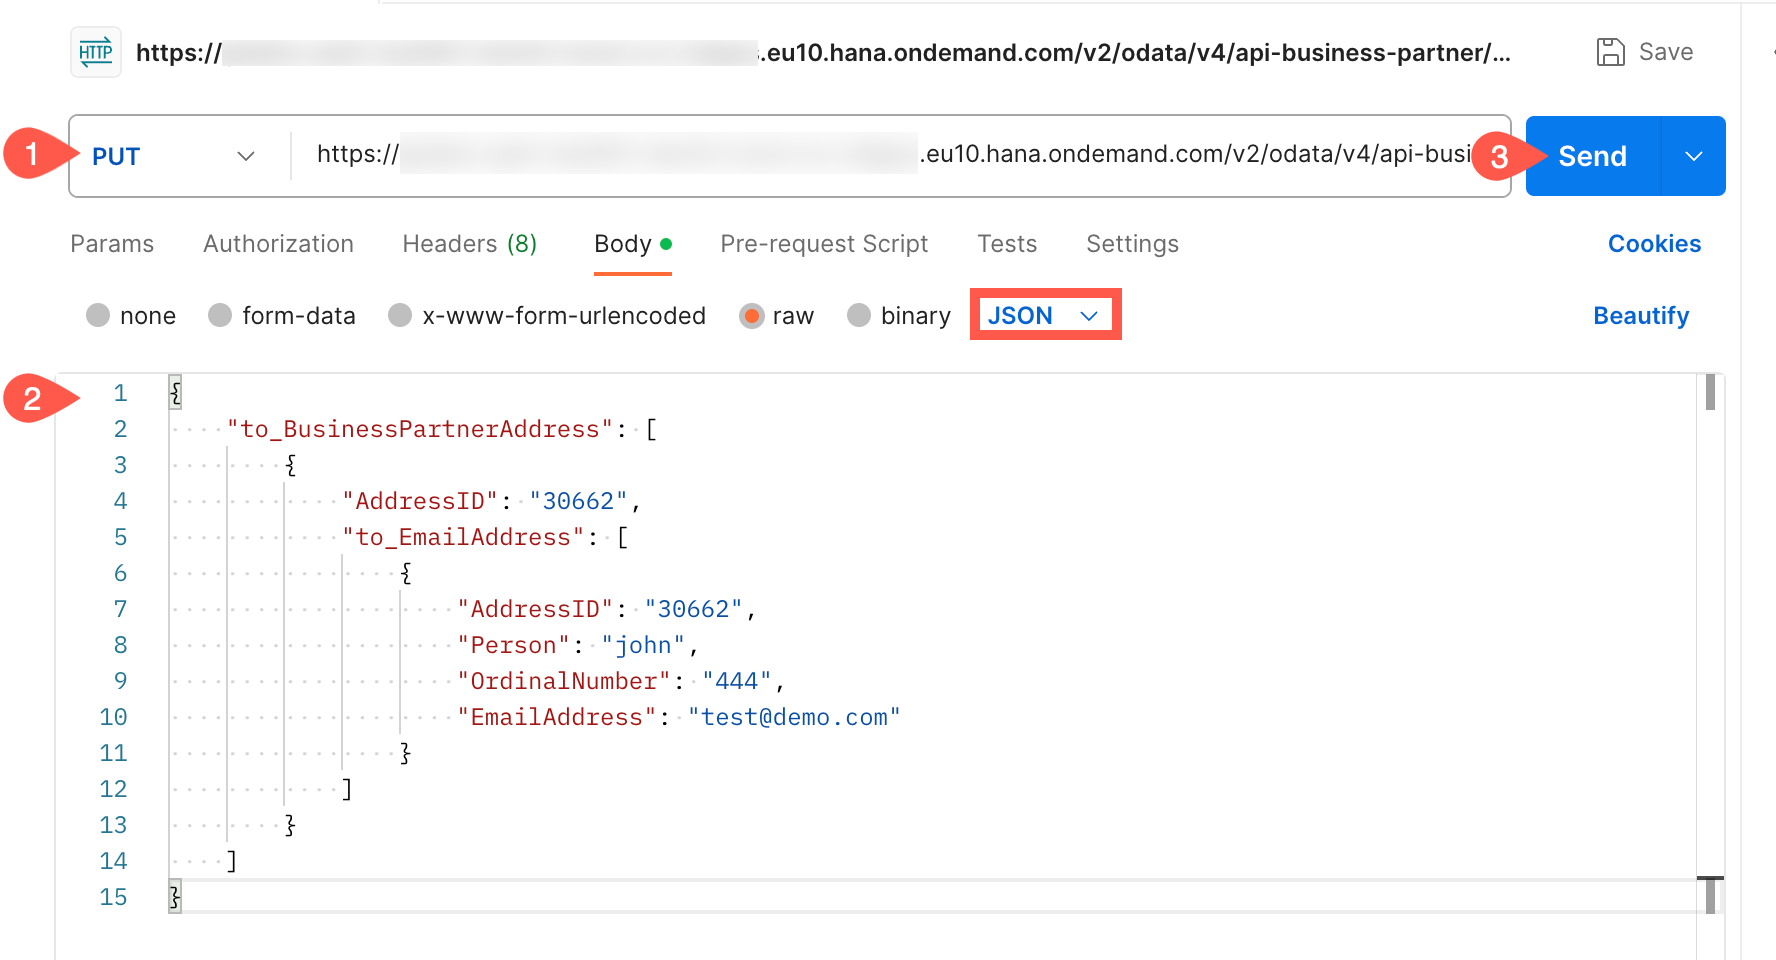 HTTP https:// .eu10.hana.ondemand.com/v2/odata/v4/api-business-partner/... Save
1 PUT https:// .eu10.hana.ondemand.com/v2/odata/v4/api-busi 3 Send
Params Authorization Headers (8) Body Pre-request Script Tests Settings Cookies
none form-data x-www-form-urlencoded raw binary JSON Beautify
2 1 {
2 "to_BusinessPartnerAddress": [
3 {
4 "AddressID": "30662",
5 "to_EmailAddress": [
6 {
7 "AddressID": "30662",
8 "Person": "john",
9 "OrdinalNumber": "444",
10 "EmailAddress": "test@demo.com"
11 }
12 ]
13 }
14 ]
15 }